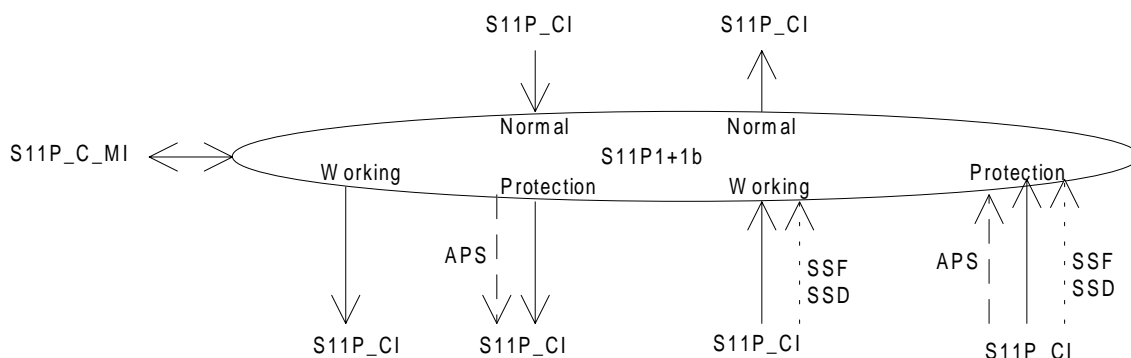 S11P_CI S11P_CI
Normal Normal
S11P_C_MI
S11P1+1b
Working Protection Working Protection
APS SSF APS SSF
SSD SSD
S11P_CI S11P_CI S11P_CI S11P_CI